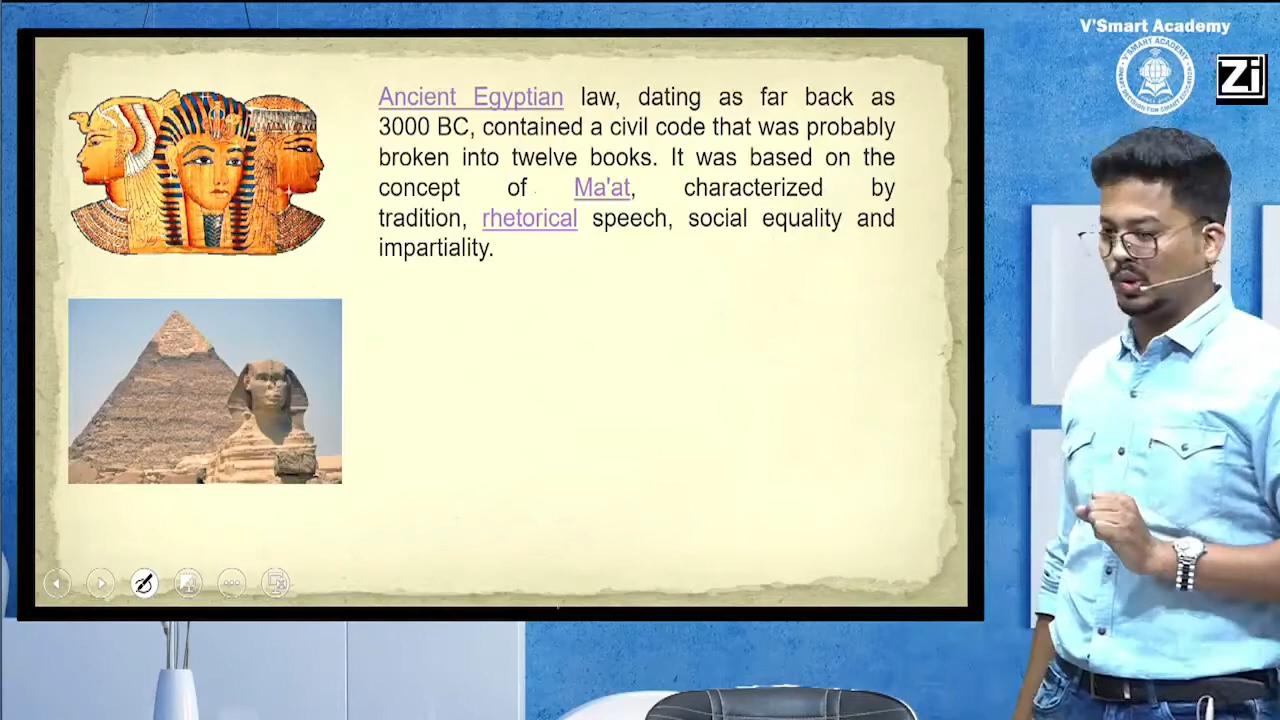 V'Smart Academy
Zi
Ancient Egyptian law, dating as far back as
3000 BC, contained a civil code that was probably
broken into twelve books. It was based on the
concept of Ma'at, characterized by
tradition, rhetorical speech, social equality and
impartiality.